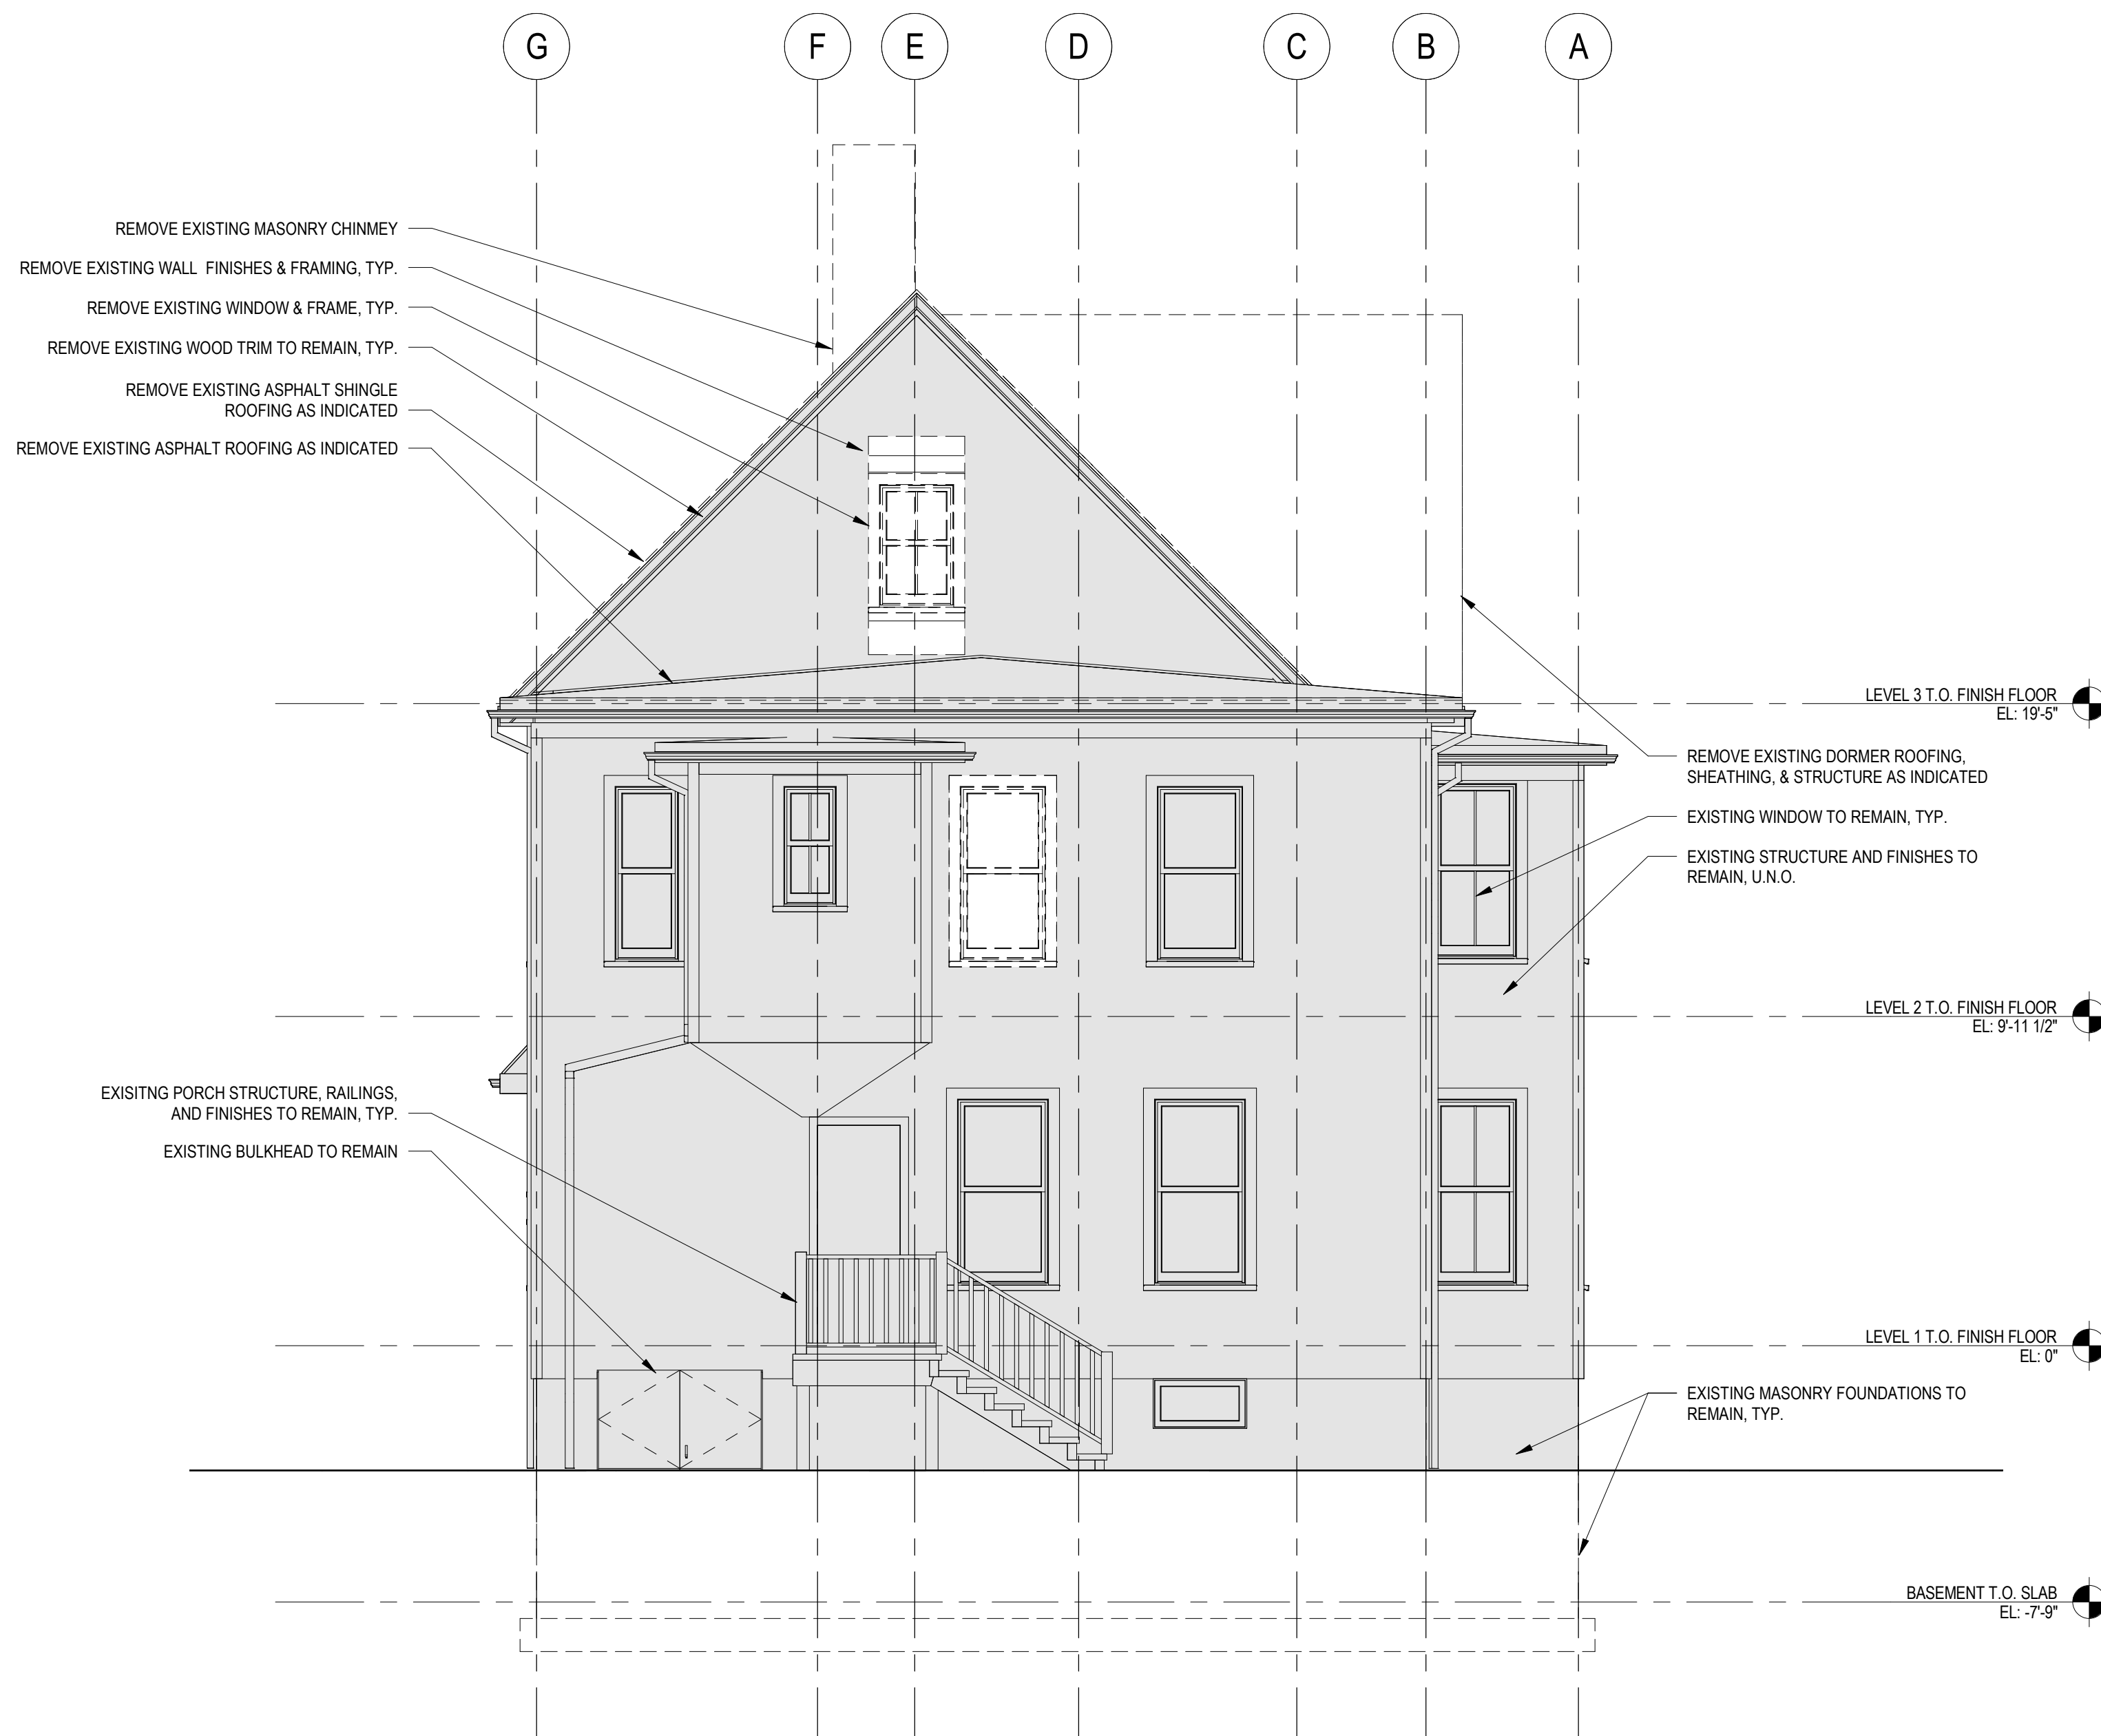 G F E D C B A
REMOVE EXISTING MASONRY CHINMEY
REMOVE EXISTING WALL  FINISHES & FRAMING, TYP.
REMOVE EXISTING WINDOW & FRAME, TYP.
REMOVE EXISTING WOOD TRIM TO REMAIN, TYP.
REMOVE EXISTING ASPHALT SHINGLE
ROOFING AS INDICATED
REMOVE EXISTING ASPHALT ROOFING AS INDICATED
LEVEL 3 T.O. FINISH FLOOR
EL: 19'-5"
REMOVE EXISTING DORMER ROOFING,
SHEATHING, & STRUCTURE AS INDICATED
EXISTING WINDOW TO REMAIN, TYP.
EXISTING STRUCTURE AND FINISHES TO
REMAIN, U.N.O.
LEVEL 2 T.O. FINISH FLOOR
EL: 9'-11 1/2"
EXISITNG PORCH STRUCTURE, RAILINGS,
AND FINISHES TO REMAIN, TYP.
EXISTING BULKHEAD TO REMAIN
LEVEL 1 T.O. FINISH FLOOR
EL: 0"
EXISTING MASONRY FOUNDATIONS TO
REMAIN, TYP.
BASEMENT T.O. SLAB
EL: -7'-9"